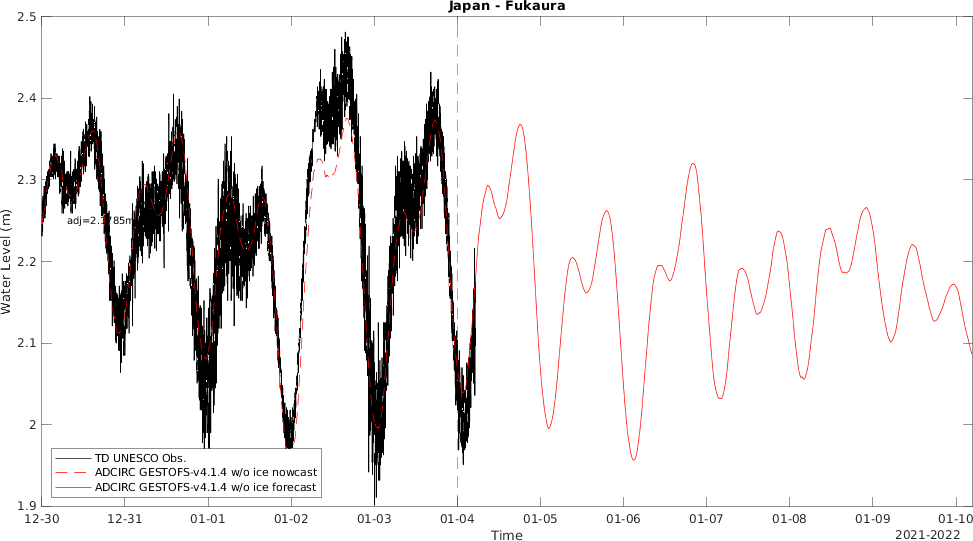 Japan - Fukaura
2.5
2.4
2.3
2.2
2.1
2
1.9
Water Level (m)
adj=2.1785m
TD UNESCO Obs.
ADCIRC GESTOFS-v4.1.4 w/o ice nowcast
ADCIRC GESTOFS-v4.1.4 w/o ice forecast
12-30 12-31 01-01 01-02 01-03 01-04 01-05 01-06 01-07 01-08 01-09 01-10
Time
2021-2022